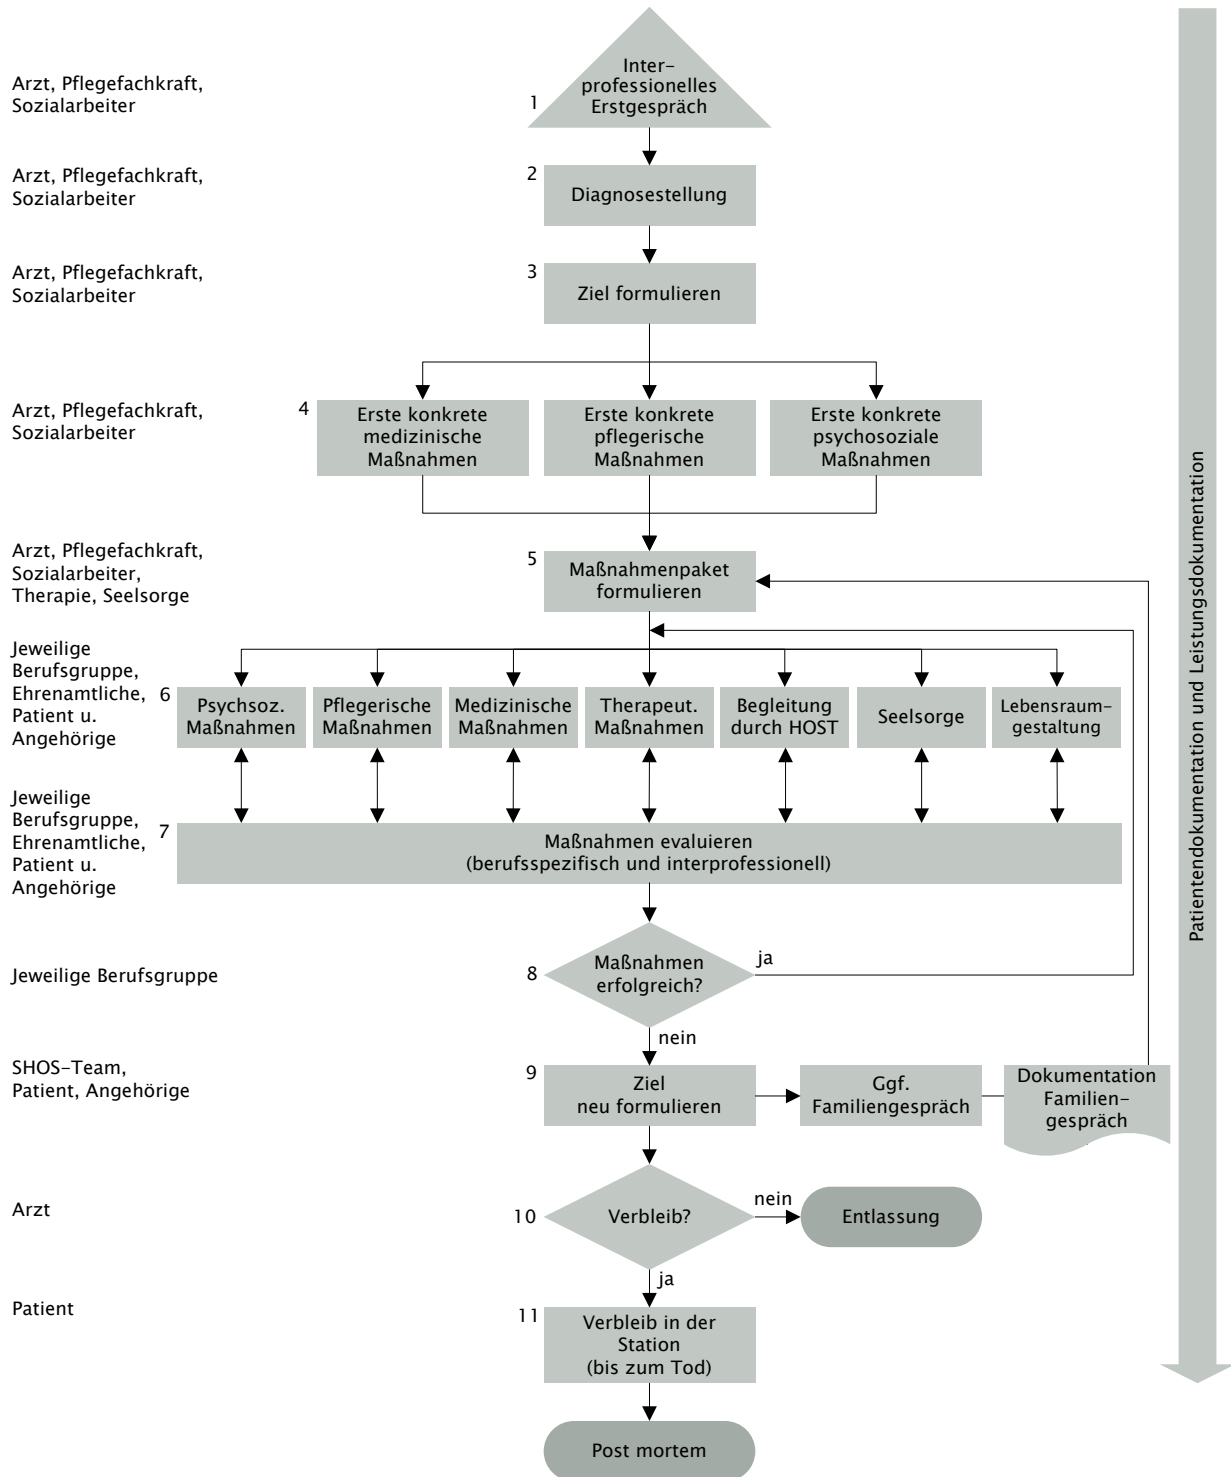 Arzt, Pflegefachkraft,
Sozialarbeiter
1
Inter-
professionelles
Erstgespräch
Arzt, Pflegefachkraft,
Sozialarbeiter
2
Diagnosestellung
Arzt, Pflegefachkraft,
Sozialarbeiter
3
Ziel formulieren
Arzt, Pflegefachkraft,
Sozialarbeiter
4
Erste konkrete
medizinische
Maßnahmen
Erste konkrete
pflegerische
Maßnahmen
Erste konkrete
psychosoziale
Maßnahmen
Arzt, Pflegefachkraft,
Sozialarbeiter,
Therapie, Seelsorge
5
Maßnahmenpaket
formulieren
Jeweilige
Berufsgruppe,
Ehrenamtliche,
Patient u.
Angehörige
6
Psychsoz.
Maßnahmen
Pflegerische
Maßnahmen
Medizinische
Maßnahmen
Therapeut.
Maßnahmen
Begleitung
durch HOST
Seelsorge
Lebensraum-
gestaltung
Jeweilige
Berufsgruppe,
Ehrenamtliche,
Patient u.
Angehörige
7
Maßnahmen evaluieren
(berufsspezifisch und interprofessionell)
Jeweilige Berufsgruppe
8
Maßnahmen
erfolgreich?
ja
nein
SHOS-Team,
Patient, Angehörige
9
Ziel
neu formulieren
Ggf.
Familiengespräch
Dokumentation
Familien-
gespräch
Arzt
10
Verbleib?
nein
Entlassung
ja
Patient
11
Verbleib in der
Station
(bis zum Tod)
Post mortem
Patientendokumentation und Leistungsdokumentation